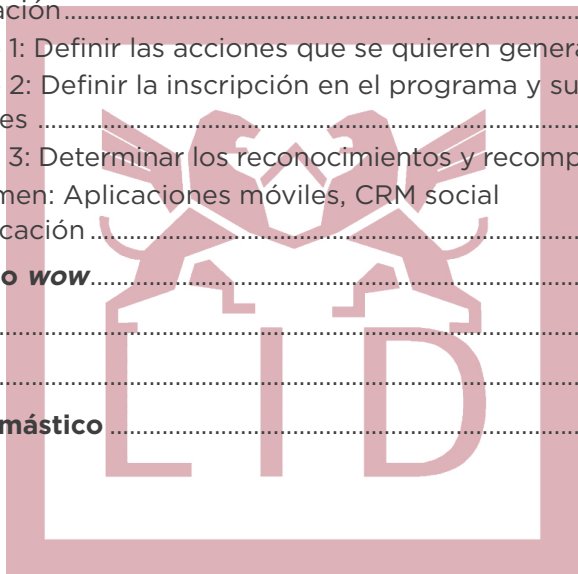 ación
1: Definir las acciones que se quieren genera
2: Definir la inscripción en el programa y su
es
3: Determinar los reconocimientos y recomp
men: Aplicaciones móviles, CRM social
cación
o wow
mástico
LID